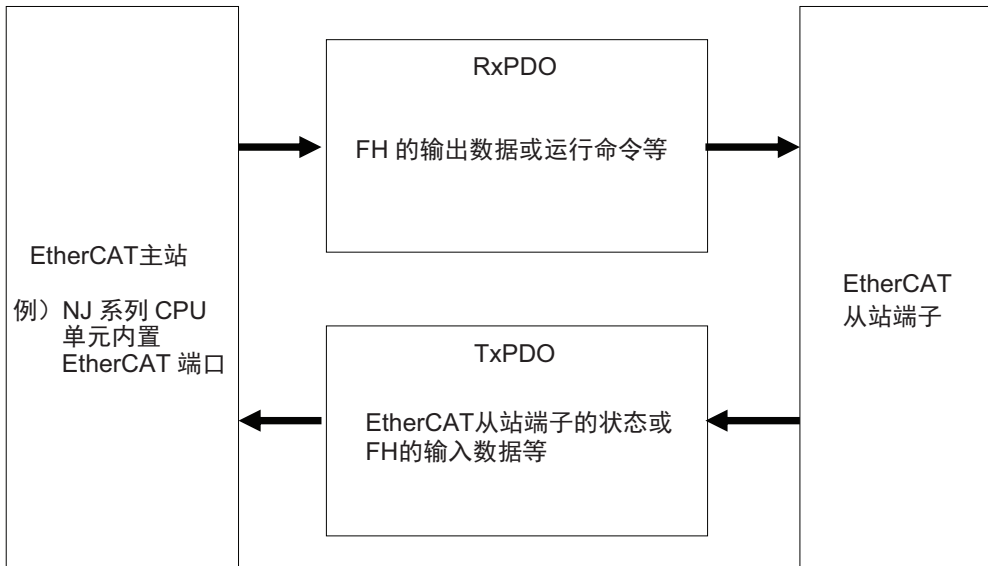 RxPDO
FH 的输出数据或运行命令等
EtherCAT主站
例）NJ 系列 CPU
单元内置
EtherCAT 端口
EtherCAT
从站端子
TxPDO
EtherCAT从站端子的状态或
FH的输入数据等